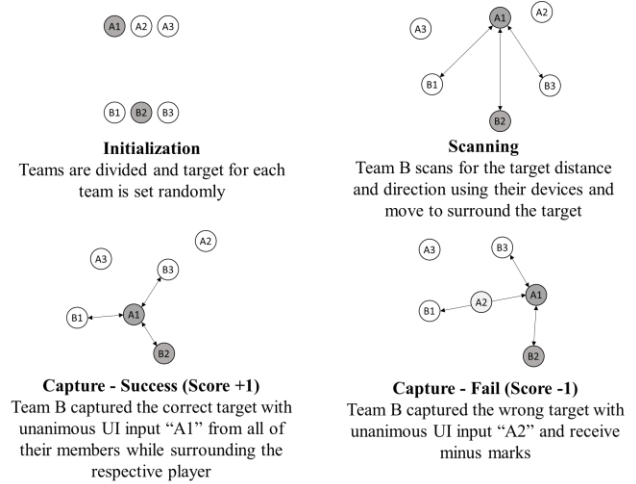 A1 A2 A3
B1 B2 B3
Initialization
Teams are divided and target for each
team is set randomly
A1 A2
A3
B1 B3
B2
Scanning
Team B scans for the target distance
and direction using their devices and
move to surround the target
A2
A3 B3
B1 A1
B2
Capture - Success (Score +1)
Team B captured the correct target with
unanimous UI input “A1” from all of
their members while surrounding the
respective player
A3 B3
A2 A1
B1
B2
Capture - Fail (Score -1)
Team B captured the wrong target with
unanimous UI input “A2” and receive
minus marks